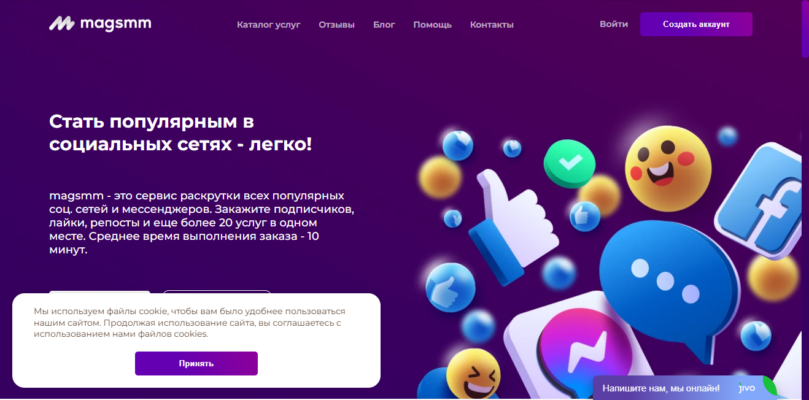 magsmm
Каталог услуг
Отзывы
Блог
Помощь
Контакты
Войти
Создать аккаунт
Стать популярным в
социальных сетях - легко!
magsmm - это сервис раскрутки всех популярных
соц. сетей и мессенджеров. Закажите подписчиков,
лайки, репосты и еще более 20 услуг в одном
месте. Среднее время выполнения заказа - 10
минут.
Мы используем файлы cookie, чтобы вам было удобнее пользоваться
нашим сайтом. Продолжая использование сайта, вы соглашаетесь с
использованием нами файлов cookies.
Принять
Напишите нам, мы онлайн!
jivo